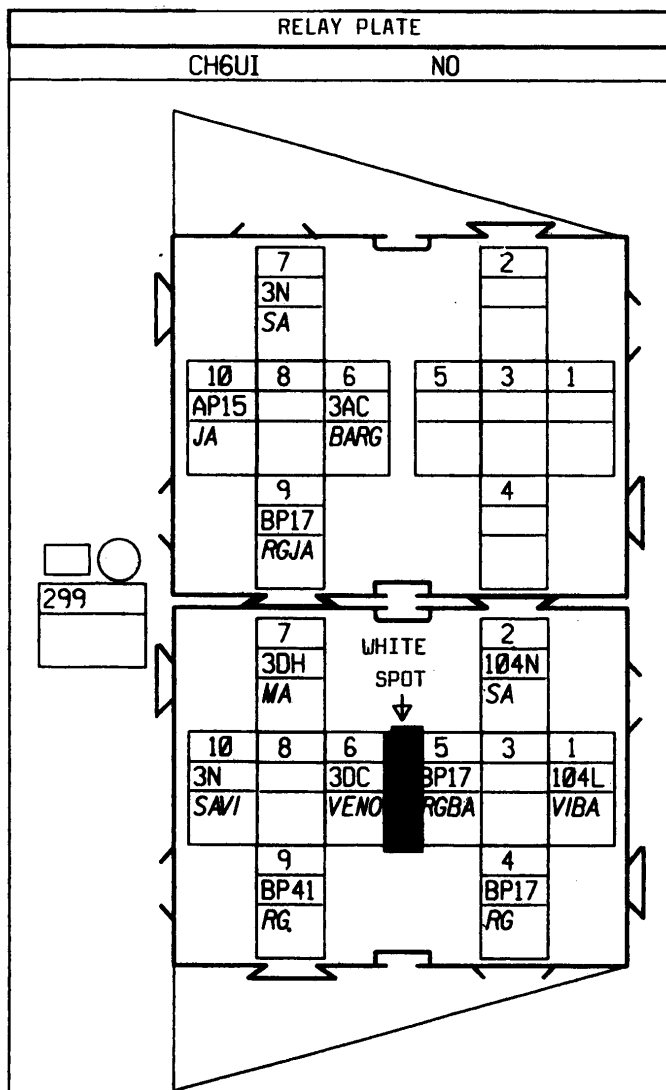 RELAY PLATE
CH6UI NO
7 2
3N
SA
10 8 6 5 3 1
AP15 3AC
JA BARG
9 4
BP17
RGJA
299
7 WHITE 2
3DH SPOT 104N
MA SA
10 8 6 5 3 1
3N 3DC BP17 104L
SAVI VENO RGBA VIBA
9 4
BP41 BP17
RG RG